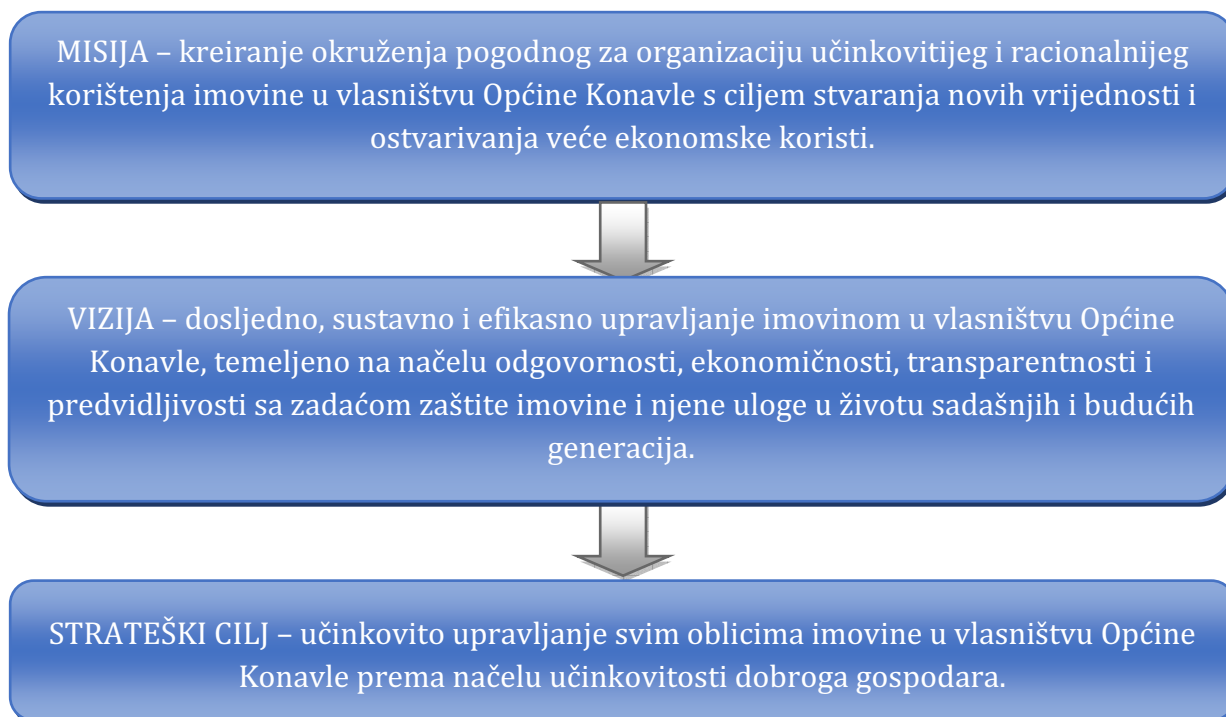 MISIJA – kreiranje okruženja pogodnog za organizaciju učinkovitijeg i racionalnijeg
korištenja imovine u vlasništvu Općine Konavle s ciljem stvaranja novih vrijednosti i
ostvarivanja veće ekonomske koristi.
VIZIJA – dosljedno, sustavno i efikasno upravljanje imovinom u vlasništvu Općine
Konavle, temeljeno na načelu odgovornosti, ekonomičnosti, transparentnosti i
predvidljivosti sa zadaćom zaštite imovine i njene uloge u životu sadašnjih i budućih
generacija.
STRATEŠKI CILJ – učinkovito upravljanje svim oblicima imovine u vlasništvu Općine
Konavle prema načelu učinkovitosti dobroga gospodara.